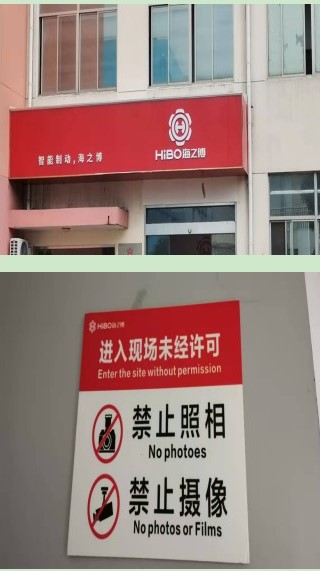 智能制动,海之博
HiBO海之博
HiBO海之博
进入现场未经许可
Enter the site without permission
禁止照相
No photoes
禁止摄像
No photos or Films